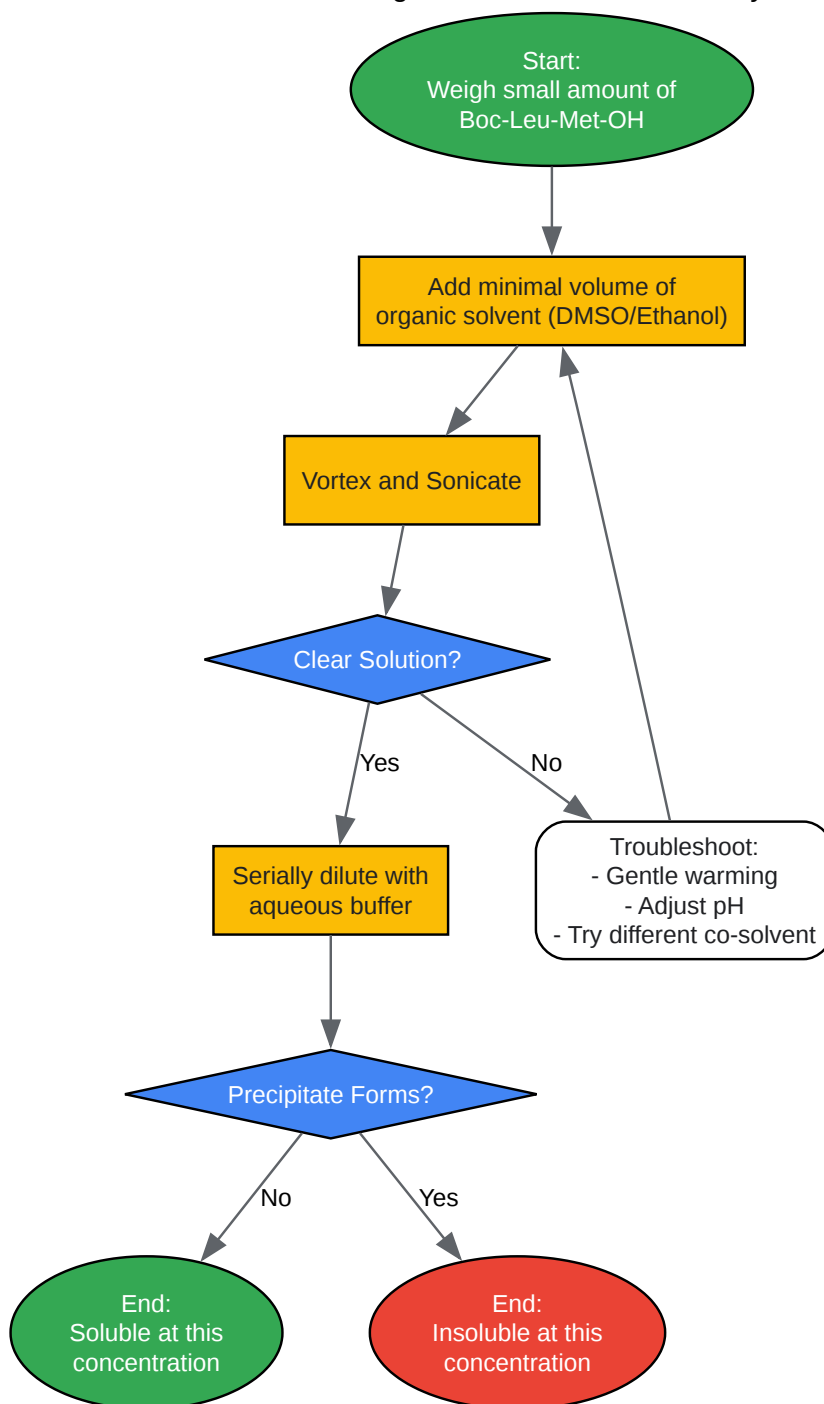 Start:
Weigh small amount of
Boc-Leu-Met-OH
Add minimal volume of
organic solvent (DMSO/Ethanol)
Vortex and Sonicate
Clear Solution?
Yes
No
Serially dilute with
aqueous buffer
Troubleshoot:
- Gentle warming
- Adjust pH
- Try different co-solvent
Precipitate Forms?
No
Yes
End:
Soluble at this
concentration
End:
Insoluble at this
concentration